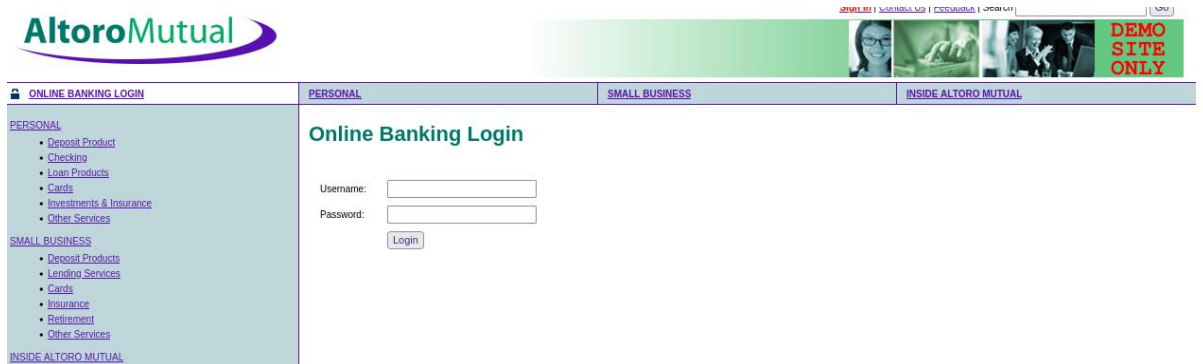 Sign In | Contact Us | Feedback | Search Go
AltoroMutual
DEMO
SITE
ONLY
ONLINE BANKING LOGIN
PERSONAL
SMALL BUSINESS
INSIDE ALTORO MUTUAL
PERSONAL
• Deposit Product
• Checking
• Loan Products
• Cards
• Investments & Insurance
• Other Services
SMALL BUSINESS
• Deposit Products
• Lending Services
• Cards
• Insurance
• Retirement
• Other Services
INSIDE ALTORO MUTUAL
Online Banking Login
Username:
Password:
Login